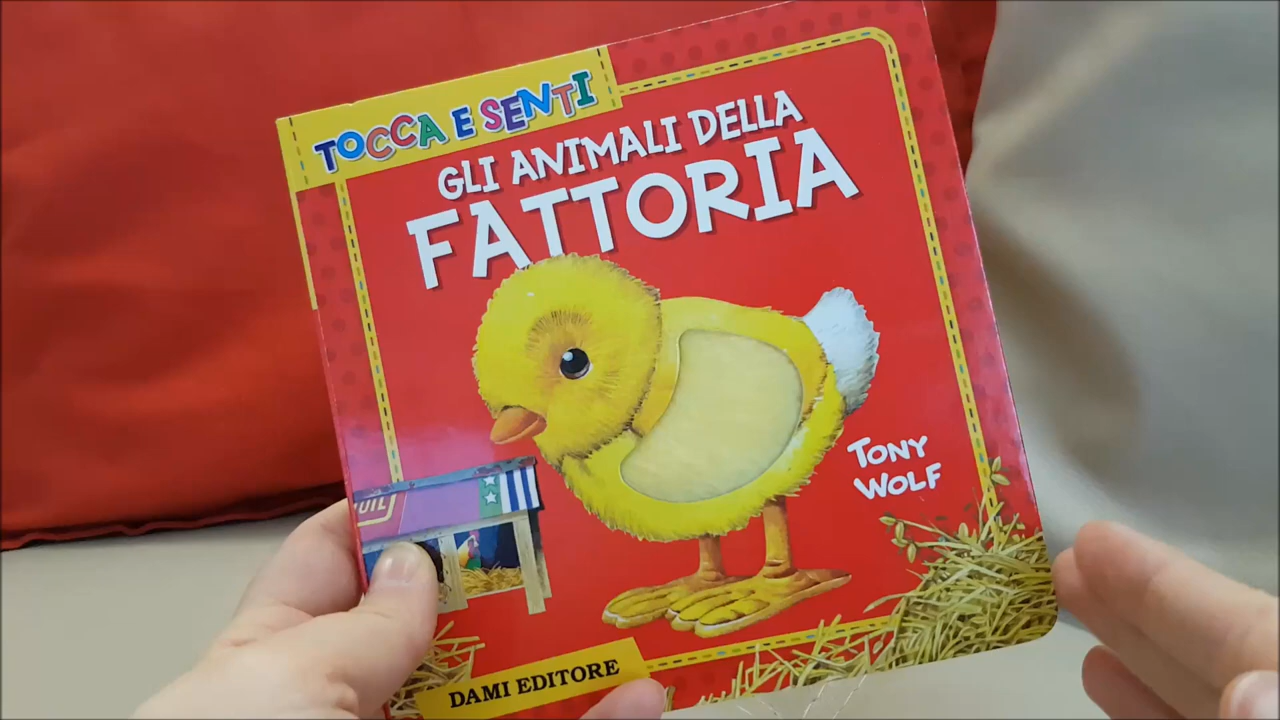 TOCCA E SENTI
GLI ANIMALI DELLA
FATTORIA
TONY
WOLF
DAMI EDITORE